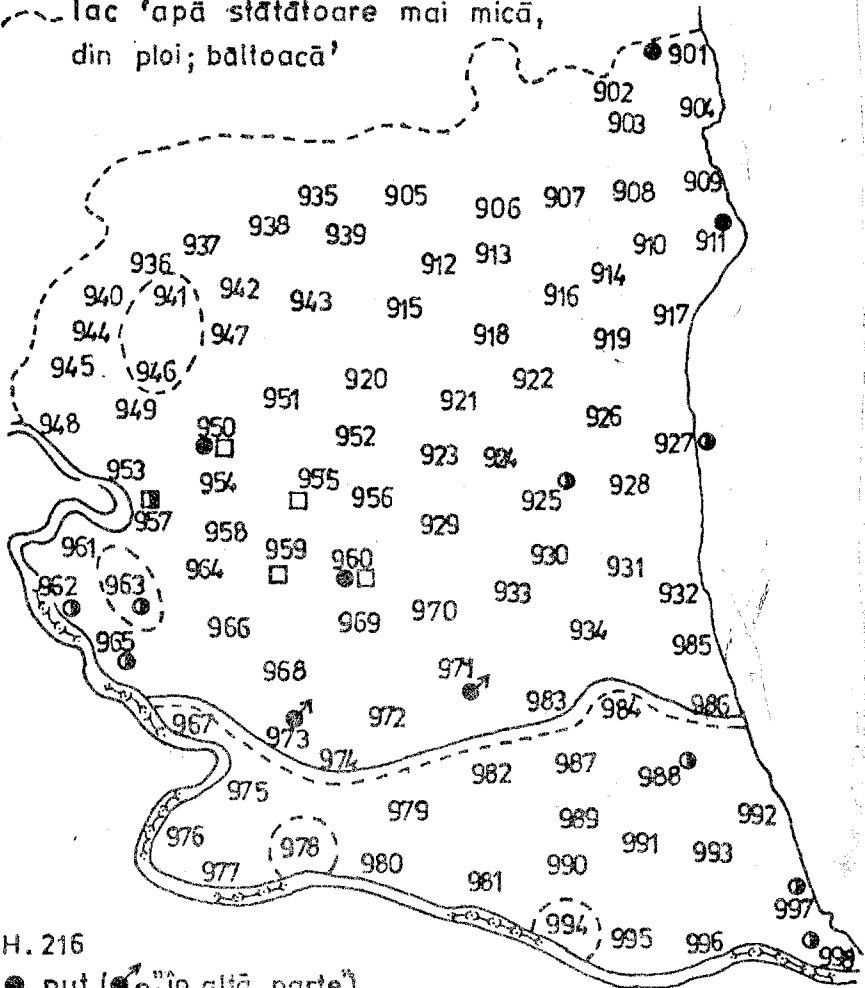 lac 'apă stătătoare mai mică,
din ploi; băltoacă'
901
902
903 904
935 905 906 907 908 909
938 939
937 910 911
936 912 913
914
940 941 942 943 915 916 917
944 947 918 919
945 946 920 922
949 951 921
948 950 952 926 927
953 954 955 923 924
956 925 928
957 958 929
961 959 960 930
962 963 964 933 931 932
966 969 970 934
965 985
968 971
967 973 972 983 984 986
974 982 987 988
975
979 989 992
976 978 991 993
977 980 981 990
994 997
995 996 998
H. 216
put ("în altă parte")